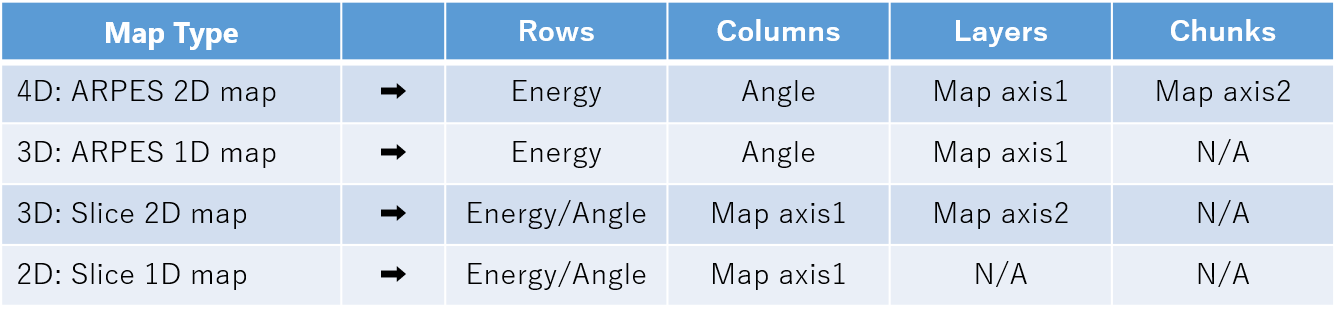 Map Type Rows Columns Layers Chunks
4D: ARPES 2D map ➡ Energy Angle Map axis1 Map axis2
3D: ARPES 1D map ➡ Energy Angle Map axis1 N/A
3D: Slice 2D map ➡ Energy/Angle Map axis1 Map axis2 N/A
2D: Slice 1D map ➡ Energy/Angle Map axis1 N/A N/A